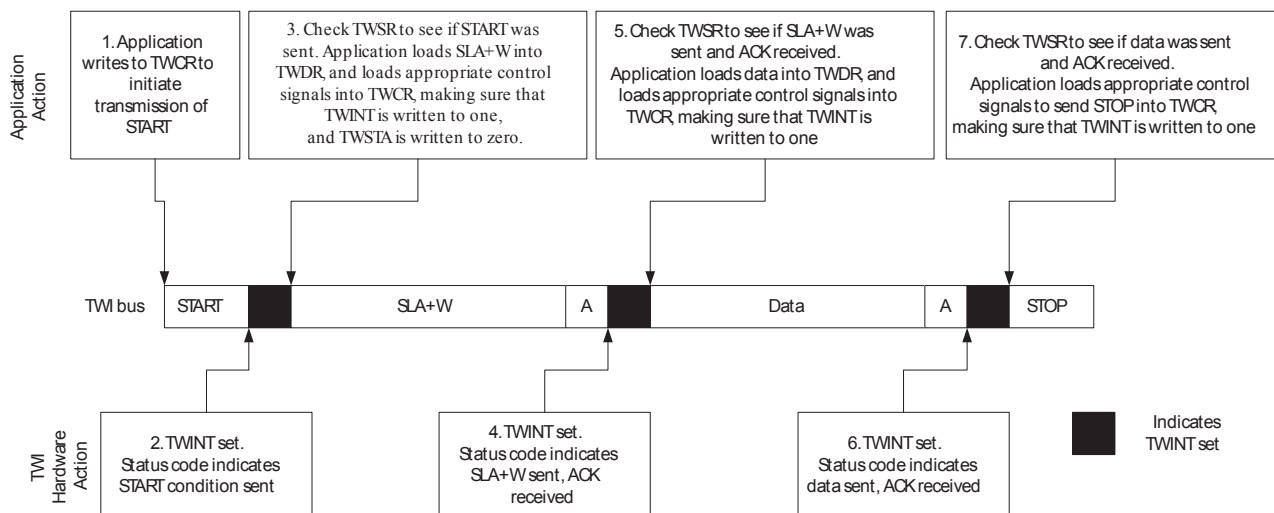 Application
Action
1. Application
writes to TWCR to
initiate
transmission of
START
3. Check TWSR to see if START was
sent. Application loads SLA+W into
TWDR, and loads appropriate control
signals into TWCR, making sure that
TWINT is written to one,
and TWSTA is written to zero.
5. Check TWSR to see if SLA+W was
sent and ACK received.
Application loads data into TWDR, and
loads appropriate control signals into
TWCR, making sure that TWINT is
written to one
7. Check TWSR to see if data was sent
and ACK received.
Application loads appropriate control
signals to send STOP into TWCR,
making sure that TWINT is written to one
TWI bus
START
SLA+W
A
Data
A
STOP
TWI
Hardware
Action
2. TWINT set.
Status code indicates
START condition sent
4. TWINT set.
Status code indicates
SLA+W sent, ACK
received
6. TWINT set.
Status code indicates
data sent, ACK received
Indicates
TWINT set